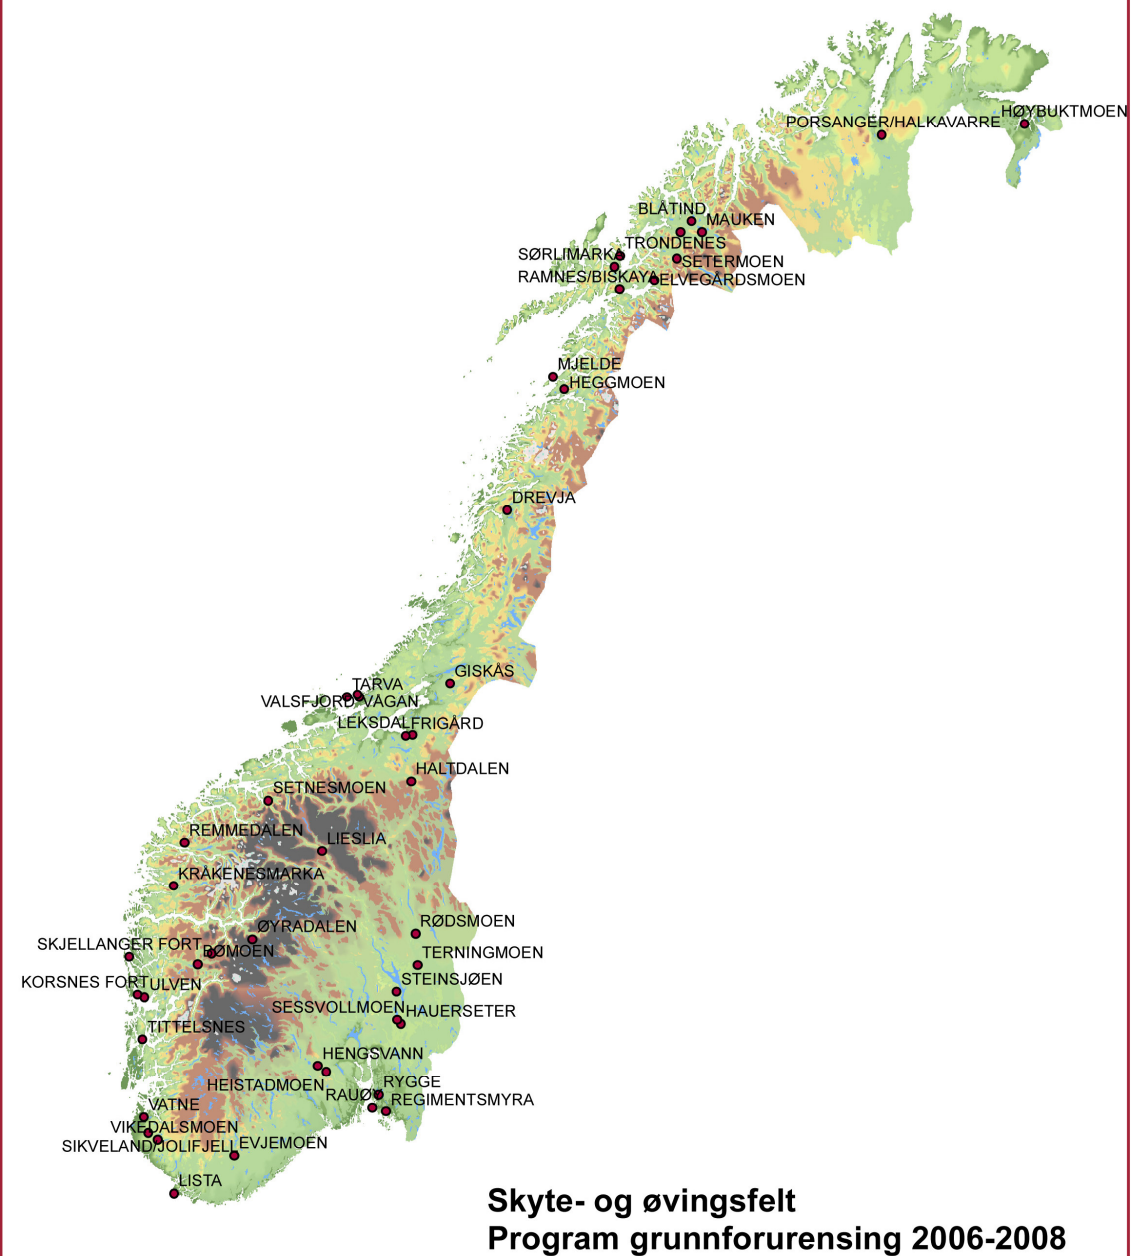 HØYBUKTMOEN
PORSANGER/HALKAVARRE
BLÅTIND
MAUKEN
TRONDENES
SØRLIMARKA
SETERMOEN
RAMNES/BISKAYA
ELVEGÅRDSMOEN
MJELDE
HEGGMOEN
DREVJA
GISKÅS
TARVA
VALSFJORD
VÅGAN
LEKSDAL
FRIGÅRD
HALTDALEN
SETNESMOEN
REMMEDALEN
LIESLIA
KRÅKENESMARKA
RØDSMOEN
ØYRADALEN
SKJELLANGER FORT
BØMOEN
TERNINGMOEN
STEINSJØEN
KORSNES FORT
ULVEN
SESSVOLLMOEN
HAUERSETER
TITTELSNES
HENGSVANN
HEISTADMOEN
RYGGE
RAUØY
REGIMENTSMYRA
VATNE
VIKEDALSMOEN
SIKVELAND/JOLIFJELL
EVJEMOEN
LISTA
Skyte- og øvingsfelt
Program grunnforurensing 2006-2008